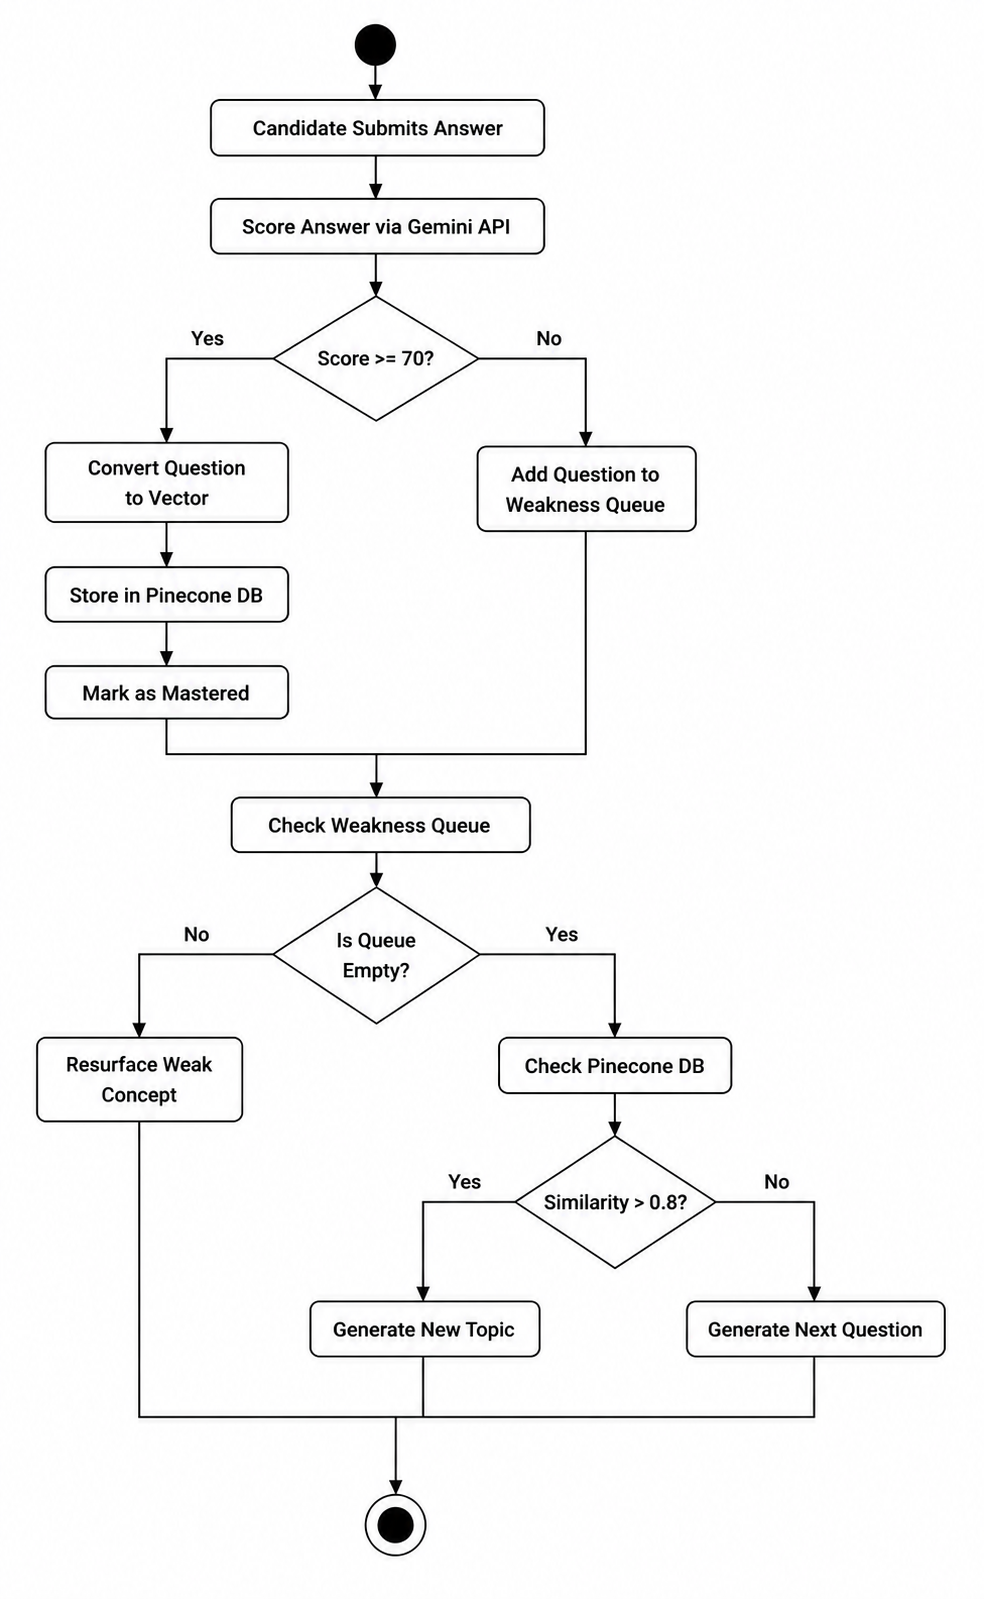 Candidate Submits Answer
Score Answer via Gemini API
Yes
No
Score >= 70?
Convert Question
to Vector
Add Question to
Weakness Queue
Store in Pinecone DB
Mark as Mastered
Check Weakness Queue
No
Yes
Is Queue
Empty?
Resurface Weak
Concept
Check Pinecone DB
Yes
No
Similarity > 0.8?
Generate New Topic
Generate Next Question